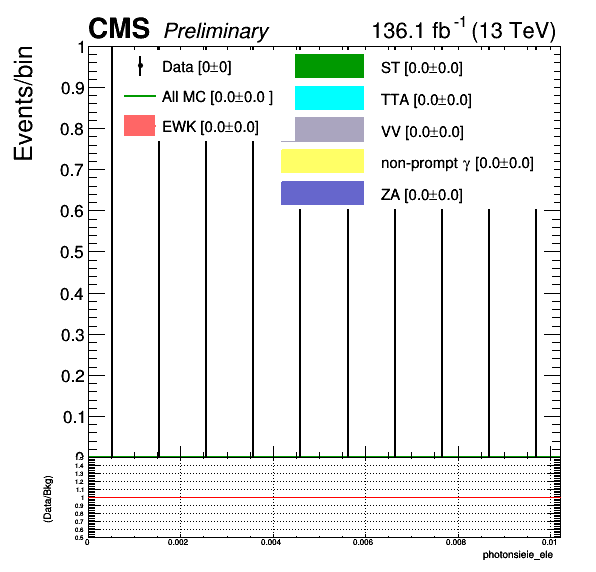 CMS Preliminary 136.1 fb-1 (13 TeV)
Events/bin
Data [0±0]
All MC [0.0±0.0 ]
EWK [0.0±0.0]
ST [0.0±0.0]
TTA [0.0±0.0]
VV [0.0±0.0]
non-prompt γ [0.0±0.0]
ZA [0.0±0.0]
1
0.9
0.8
0.7
0.6
0.5
0.4
0.3
0.2
0.1
(Data/Bkg)
1.4
1.3
1.2
1.1
1
0.9
0.8
0.7
0.6
0.5
0 0.002 0.004 0.006 0.008 0.01
photonsieie_ele